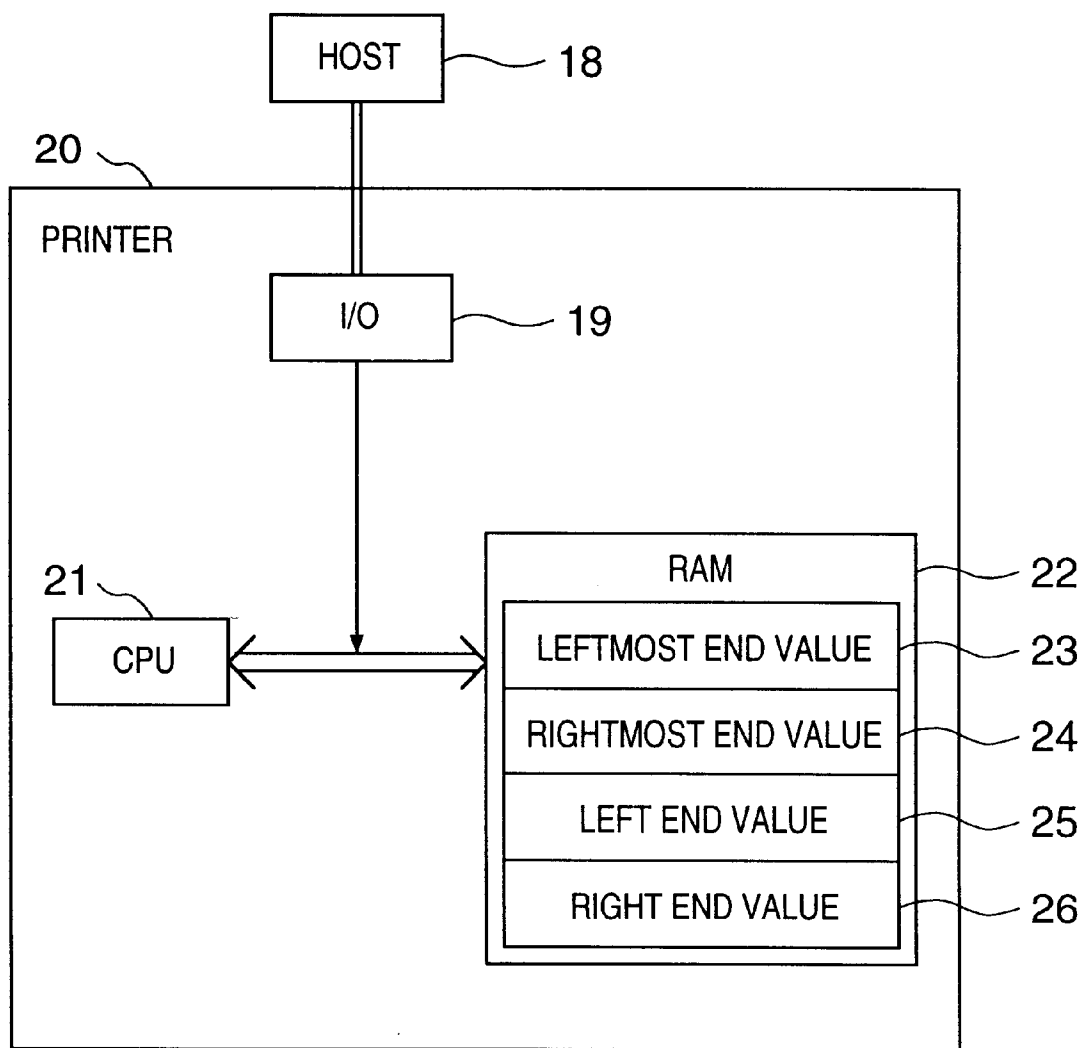 HOST
18
20
PRINTER
I/O
19
21
CPU
RAM
22
LEFTMOST END VALUE
23
RIGHTMOST END VALUE
24
LEFT END VALUE
25
RIGHT END VALUE
26